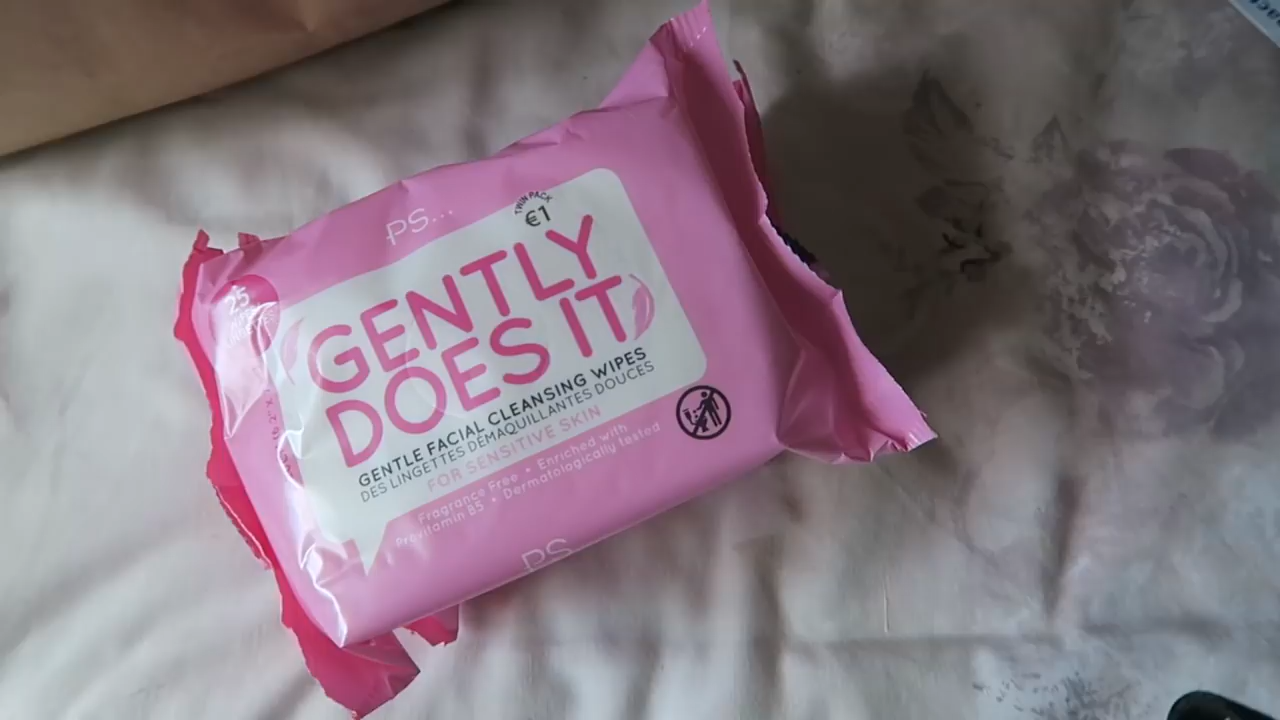 PS...
TWIN PACK
€1
25
GENTLY
DOES IT
GENTLE FACIAL CLEANSING WIPES
DES LINGETTES DÉMAQUILLANTES DOUCES
FOR SENSITIVE SKIN
Fragrance Free • Enriched with
Provitamin B5 • Dermatologically tested
PS